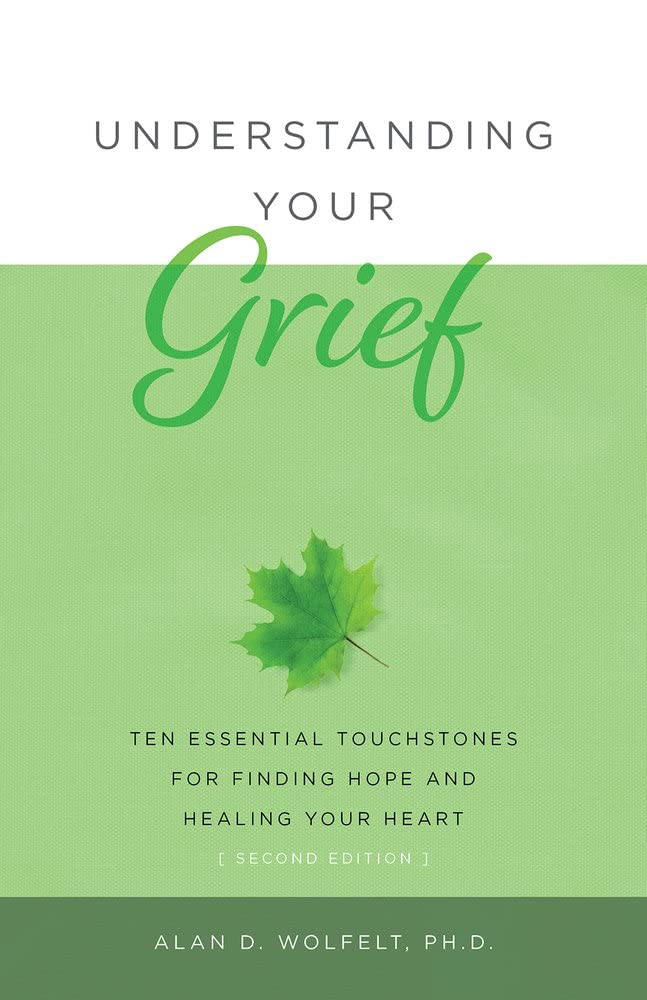 UNDERSTANDING
YOUR
Grief
TEN ESSENTIAL TOUCHSTONES
FOR FINDING HOPE AND
HEALING YOUR HEART
[ SECOND EDITION ]
ALAN D. WOLFELT, PH.D.